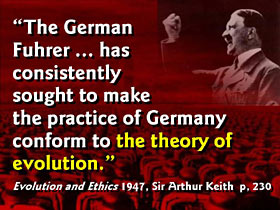 “The German
Fuhrer ... has
consistently
sought to make
the practice of Germany
conform to the theory of
evolution.”
Evolution and Ethics 1947, Sir Arthur Keith p, 230